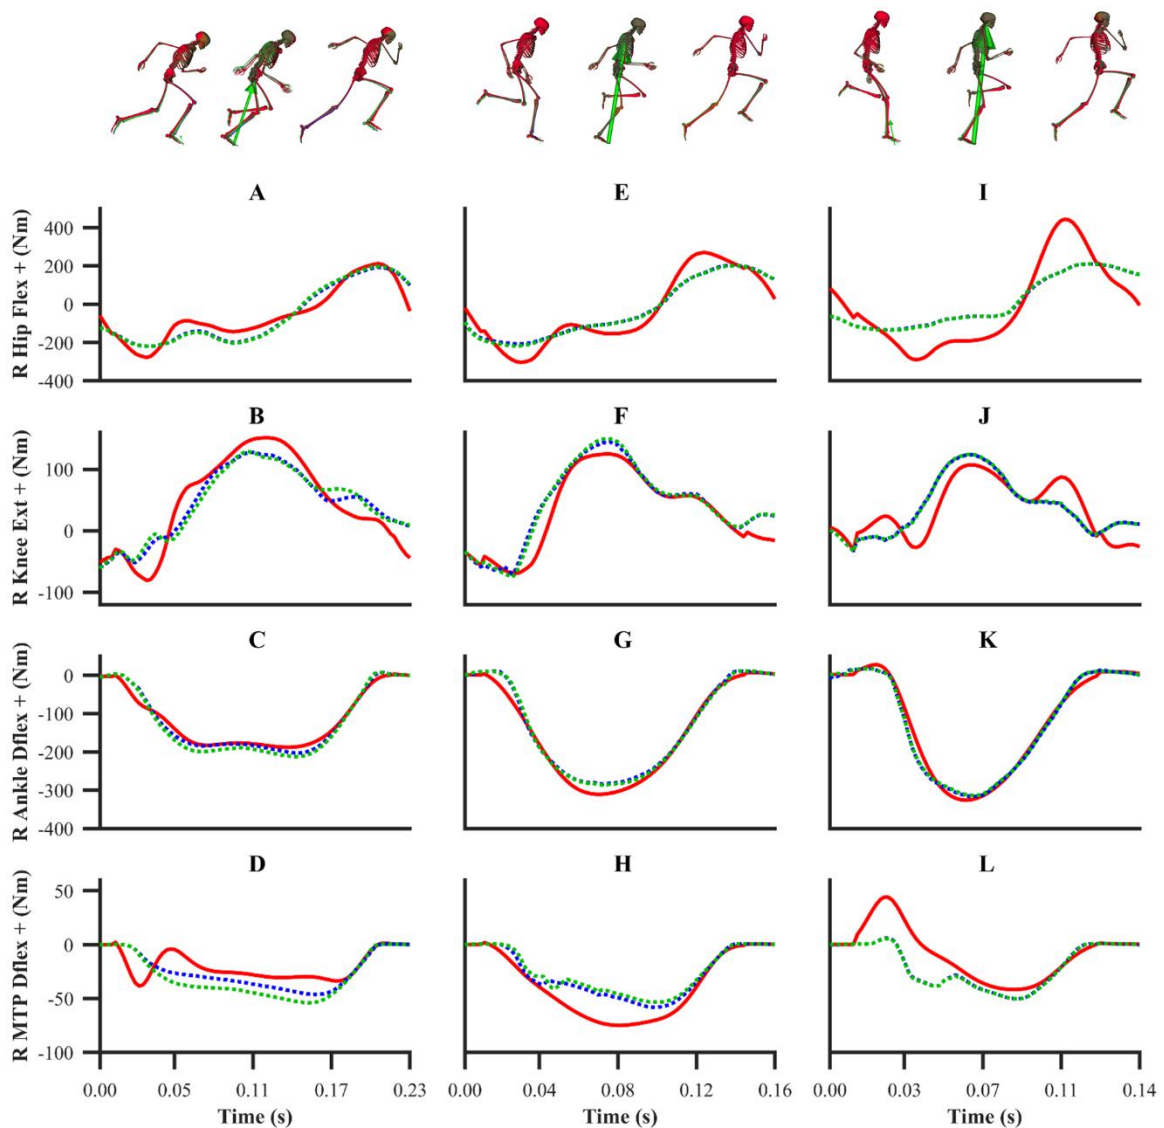 A E I
R Hip Flex + (Nm)
400
200
0
-200
-400
B F J
R Knee Ext + (Nm)
100
0
-100
C G K
R Ankle Dflex + (Nm)
0
-100
-200
-300
-400
D H L
R MTP Dflex + (Nm)
50
0
-50
-100
0.00 0.05 0.11 0.17 0.23 0.00 0.04 0.08 0.12 0.16 0.00 0.03 0.07 0.11 0.14
Time (s) Time (s) Time (s)